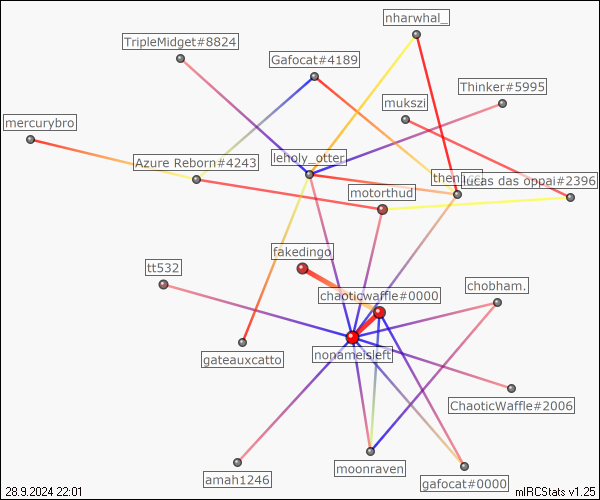 nharwhal_
TripleMidget#8824
Gafocat#4189
Thinker#5995
mukszi
mercurybro
leholy_otter
Azure Reborn#4243
lucas das oppai#2396
motorthud
fakedingo
tt532
chobham.
chaoticwaffle#0000
nonameisleft
gateauxcatto
ChaoticWaffle#2006
moonraven
amah1246
gafocat#0000
28.9.2024 22:01
mIRCStats v1.25